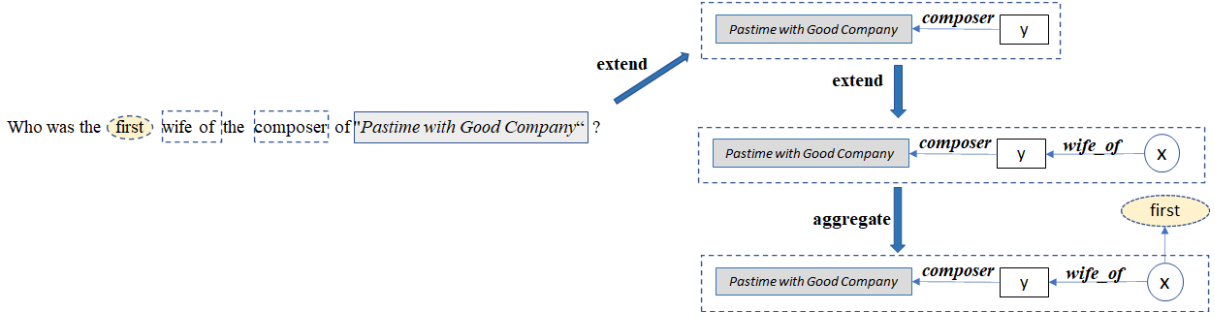 Who was the first wife of the composer of "Pastime with Good Company“ ?
extend
Pastime with Good Company composer y
extend
Pastime with Good Company composer y wife_of x
aggregate
first
Pastime with Good Company composer y wife_of x